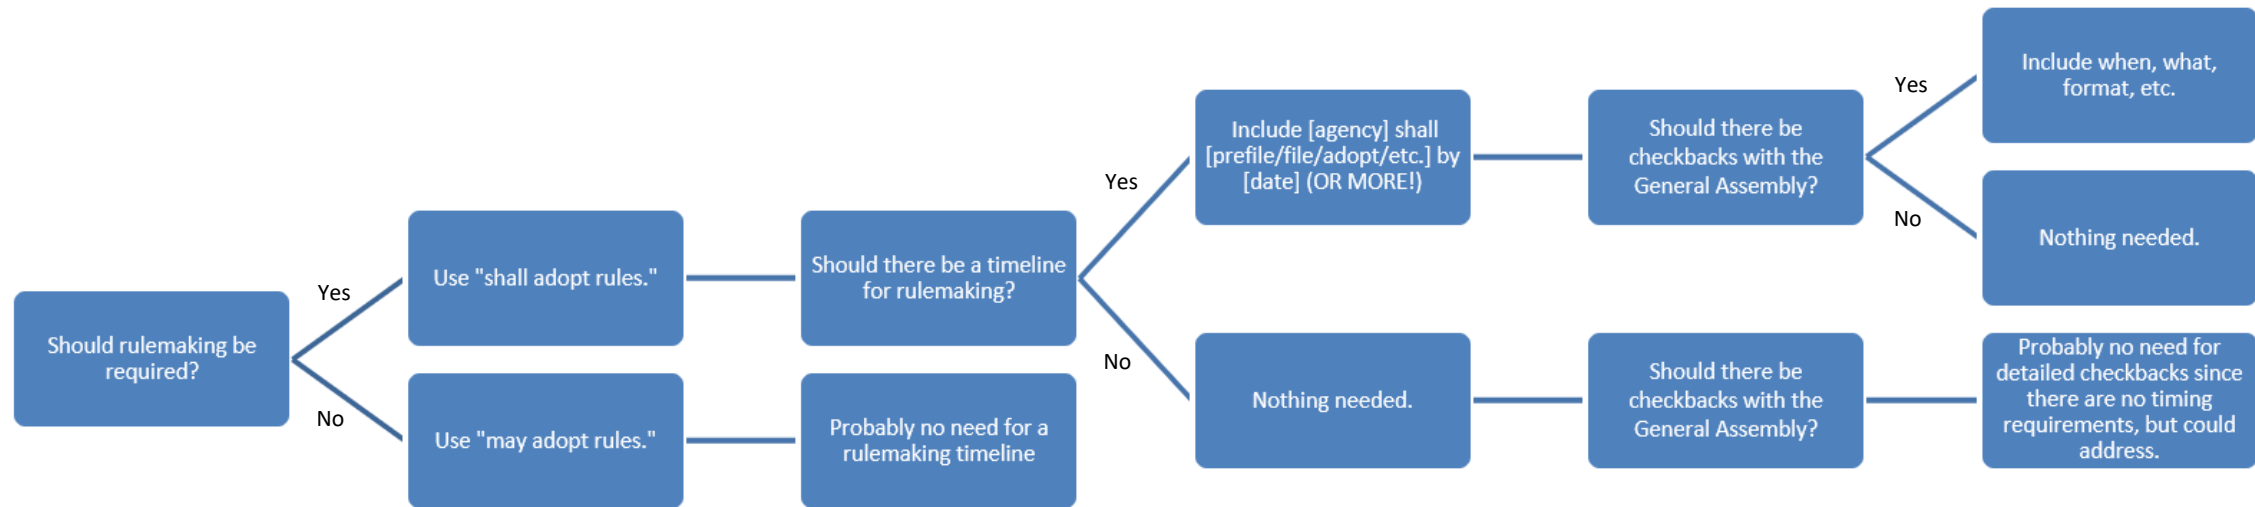 Should rulemaking be
required?
Yes
No
Use "shall adopt rules."
Use "may adopt rules."
Should there be a timeline
for rulemaking?
Probably no need for a
rulemaking timeline
Yes
No
Include [agency] shall
[prefile/file/adopt/etc.] by
[date] (OR MORE!)
Nothing needed.
Should there be
checkbacks with the
General Assembly?
Should there be
checkbacks with the
General Assembly?
Yes
No
Include when, what,
format, etc.
Nothing needed.
Probably no need for
detailed checkbacks since
there are no timing
requirements, but could
address.